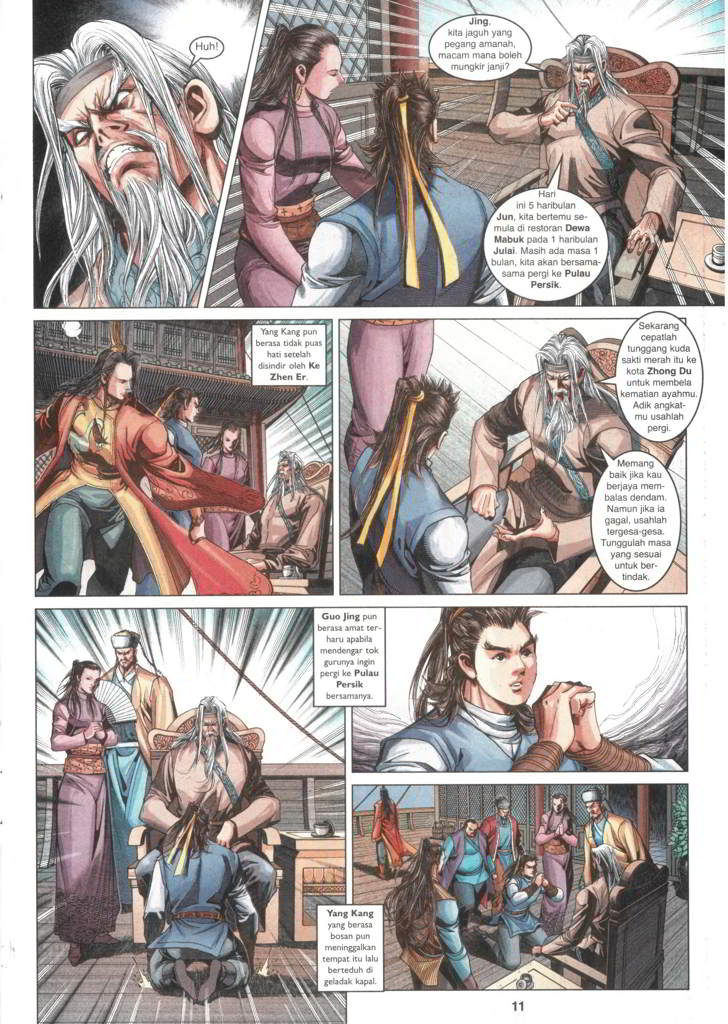 Huh!
Jing,
kita jaguh yang
pegang amanah,
macam mana boleh
mungkir janji?
Hari
ini 5 haribulan
Jun, kita bertemu se-
mula di restoran Dewa
Mabuk pada 1 haribulan
Julai. Masih ada masa 1
bulan, kita akan bersama-
sama pergi ke Pulau
Persik.
Yang Kang pun
berasa tidak puas
hati setelah
disindir oleh Ke
Zhen Er.
Sekarang
cepatlah
tunggang kuda
sakti merah itu ke
kota Zhong Du
untuk membela
kematian ayahmu.
Adik angkat-
mu usahlah
pergi.
Memang
baik jika kau
berjaya mem-
balas dendam.
Namun jika ia
gagal, usahlah
tergesa-gesa.
Tunggulah masa
yang sesuai
untuk ber-
tindak.
Guo Jing pun
berasa amat ter-
haru apabila
mendengar tok
gurunya ingin
pergi ke Pulau
Persik
bersamanya.
Yang Kang
yang berasa
bosan pun
meninggalkan
tempat itu lalu
berteduh di
geladak kapal.
11